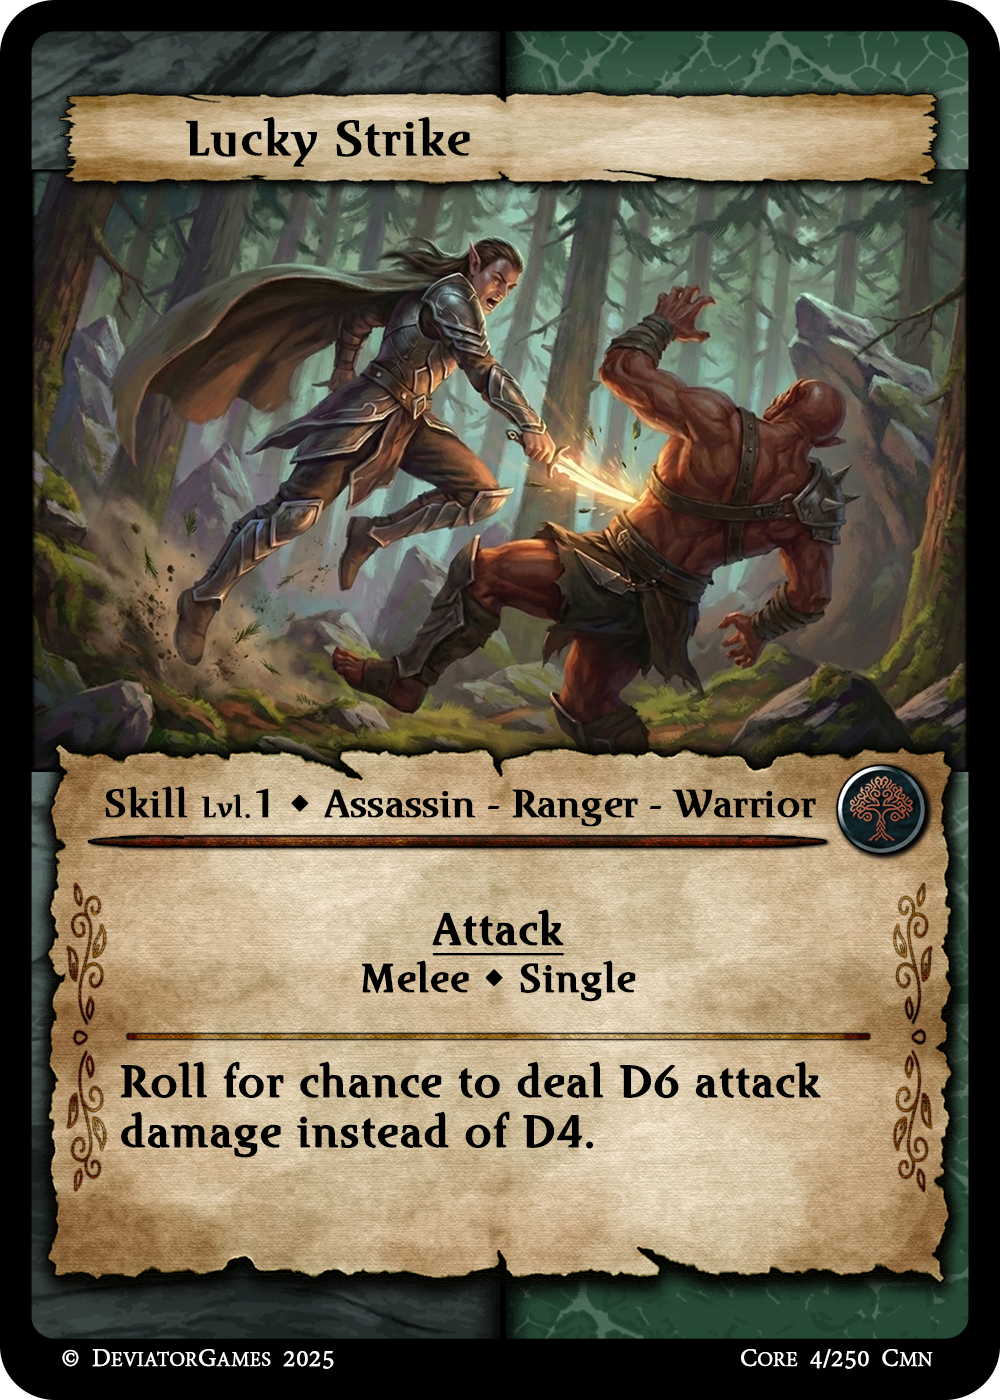 Lucky Strike
Skill Lvl.1 ◆ Assassin - Ranger - Warrior
Attack
Melee ◆ Single
Roll for chance to deal D6 attack
damage instead of D4.
© DeviatorGames 2025
Core 4/250 Cmn